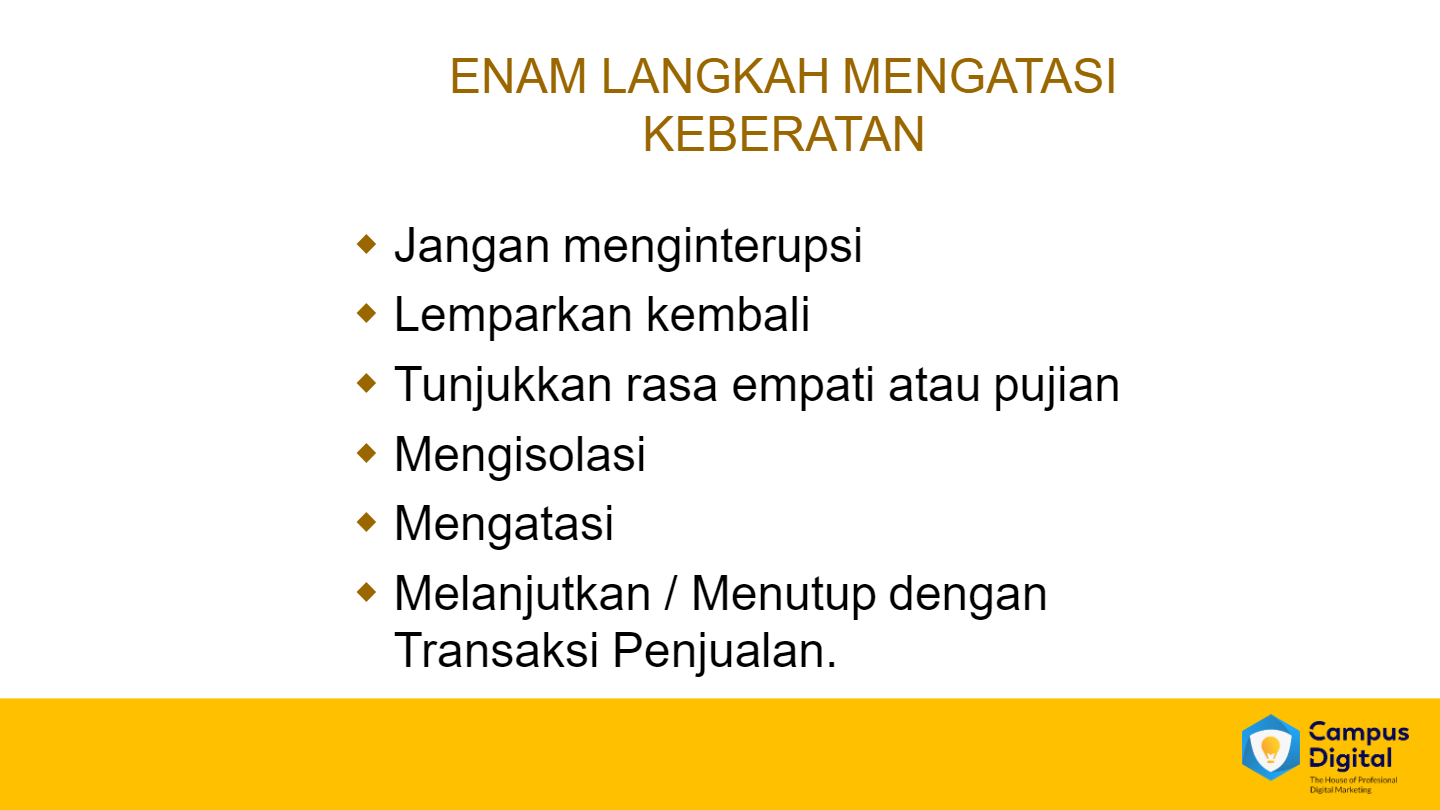 ENAM LANGKAH MENGATASI
KEBERATAN
Jangan menginterupsi
Lemparkan kembali
Tunjukkan rasa empati atau pujian
Mengisolasi
Mengatasi
Melanjutkan / Menutup dengan
Transaksi Penjualan.
Campus
Digital
The House of Profesional
Digital Marketing